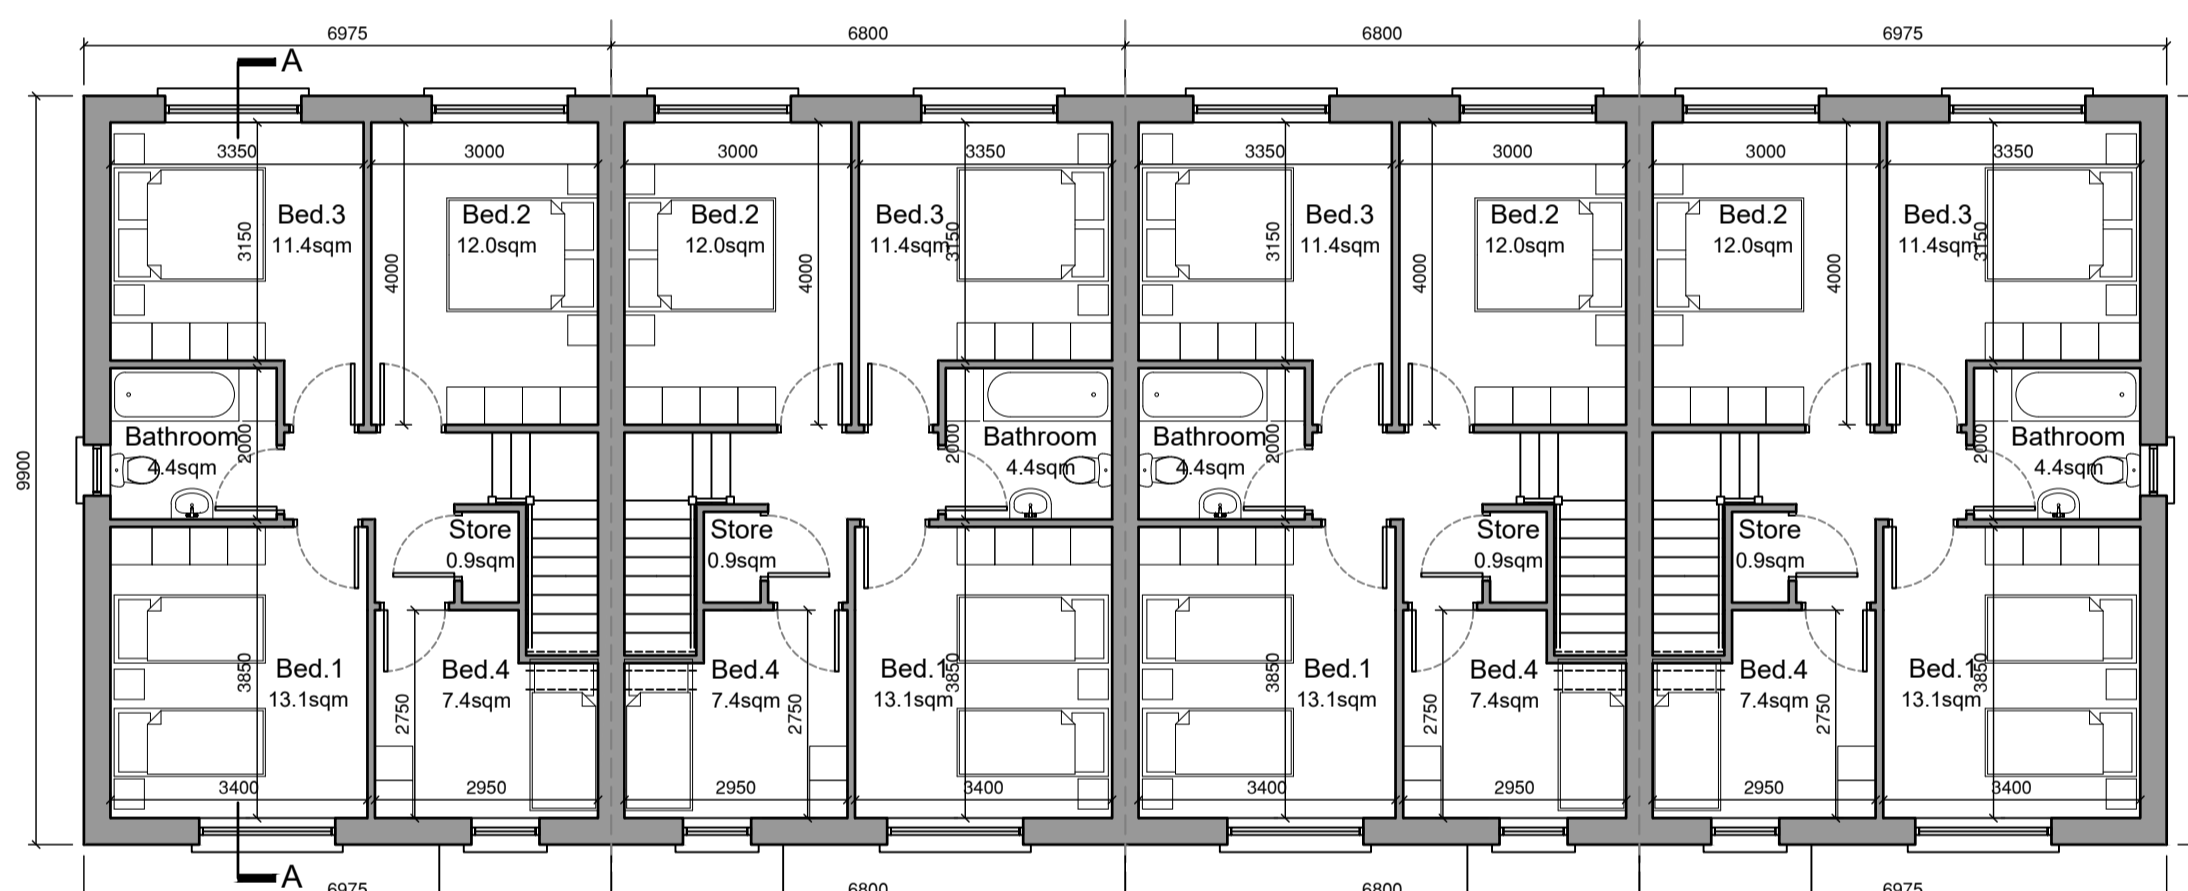 6975 6800 6800 6975
A
3350 3000 3000 3350 3350 3000 3000 3350
Bed.3 Bed.2 Bed.2 Bed.3 Bed.3 Bed.2 Bed.2 Bed.3
11.4sqm 12.0sqm 12.0sqm 11.4sqm 11.4sqm 12.0sqm 12.0sqm 11.4sqm
3150 4000 4000 3150 3150 4000 4000 3150
9900
Bathroom Bathroom Bathroom Bathroom
4.4sqm 4.4sqm 4.4sqm 4.4sqm
2000 2000 2000 2000
Store Store Store Store
0.9sqm 0.9sqm 0.9sqm 0.9sqm
Bed.1 Bed.4 Bed.4 Bed.1 Bed.1 Bed.4 Bed.4 Bed.1
13.1sqm 7.4sqm 7.4sqm 13.1sqm 13.1sqm 7.4sqm 7.4sqm 13.1sqm
3850 2750 2750 3850 3850 2750 2750 3850
3400 2950 2950 3400 3400 2950 2950 3400
A
6975 6800 6800 6975